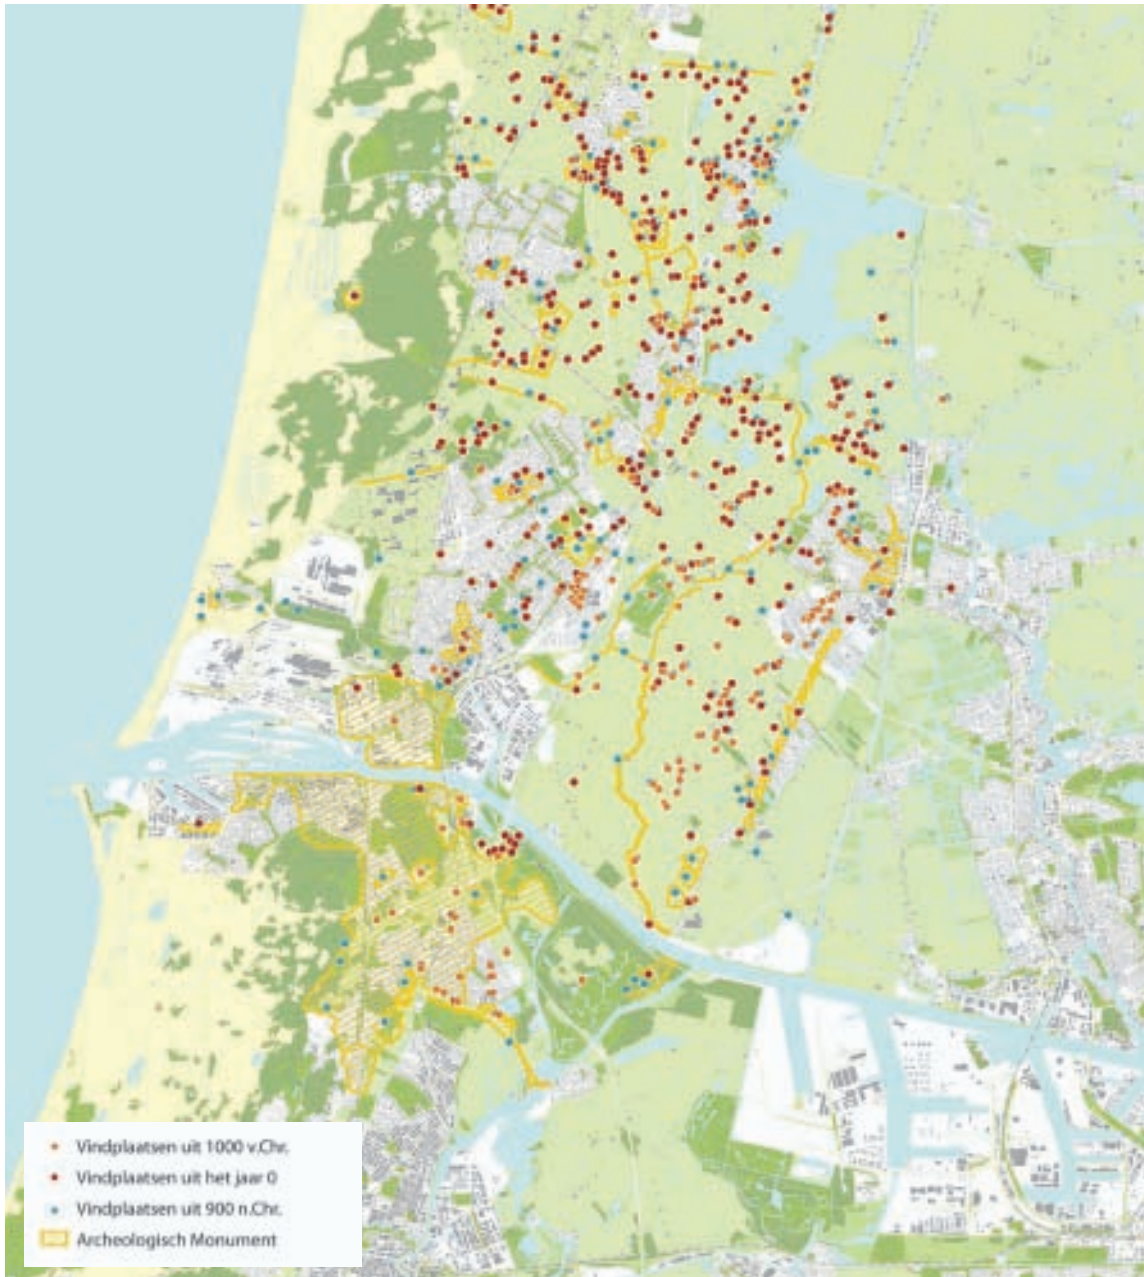 Vindplaatsen uit 1000 v.Chr.
Vindplaatsen uit het jaar 0
Vindplaatsen uit 900 n.Chr.
Archeologisch Monument